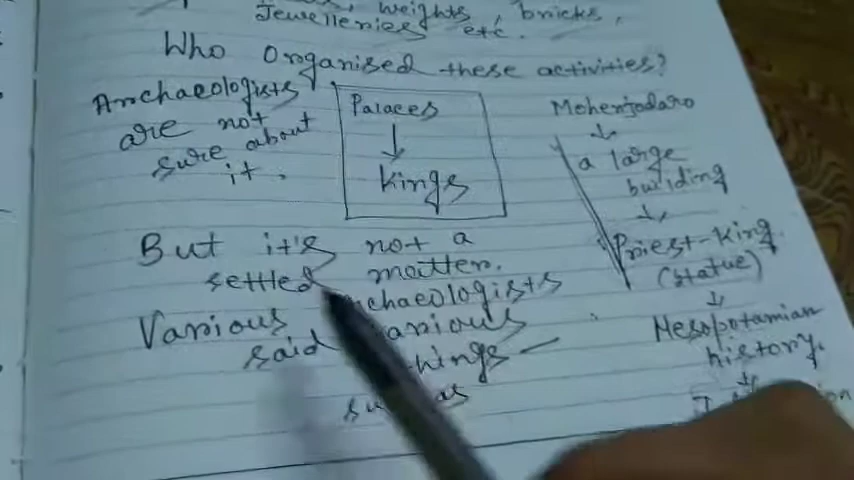 weights, bricks,
Jewelleries etc.
Who Organised these activities?
Archaeologists
are not
sure about
it.
Palaces
↓
Kings
Mohenjodaro
↓
a large
building
↓
Priest-King
(statue)
↓
Mesopotamian
history.
↓
But it's not a
settled matter.
Various
said various
things —